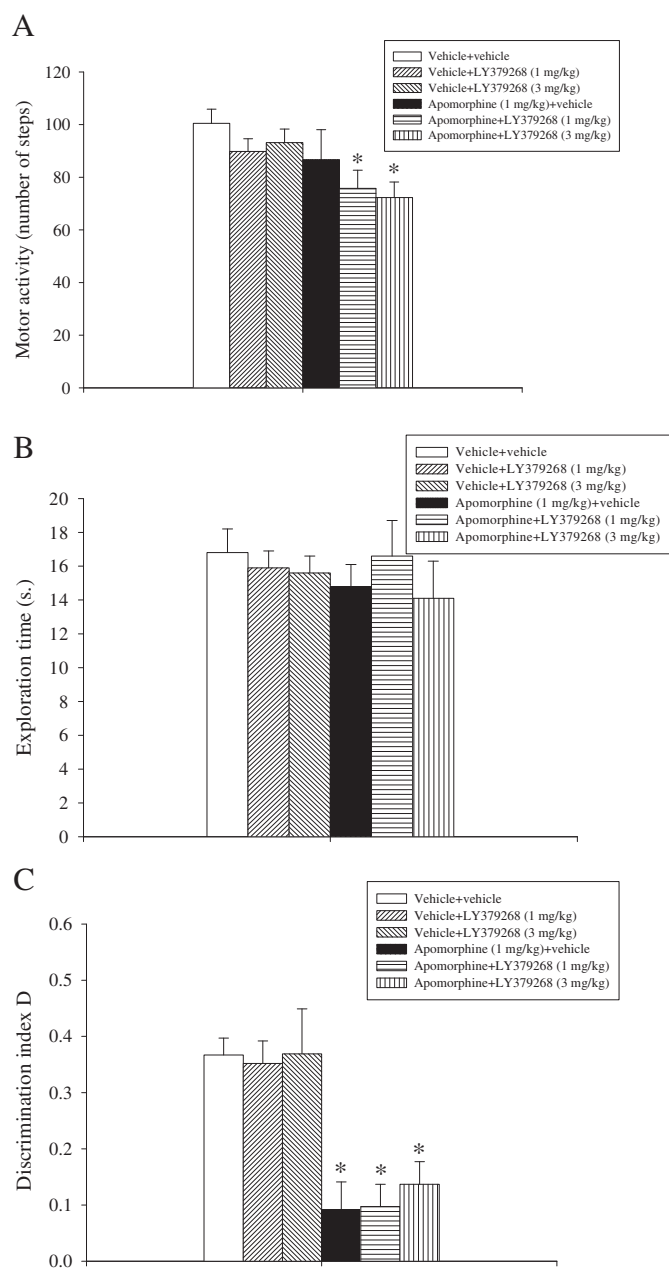 A
Vehicle+vehicle
Vehicle+LY379268 (1 mg/kg)
Vehicle+LY379268 (3 mg/kg)
Apomorphine (1 mg/kg)+vehicle
Apomorphine+LY379268 (1 mg/kg)
Apomorphine+LY379268 (3 mg/kg)
Motor activity (number of steps)
120
100
80
60
40
20
0
* *
B
Vehicle+vehicle
Vehicle+LY379268 (1 mg/kg)
Vehicle+LY379268 (3 mg/kg)
Apomorphine (1 mg/kg)+vehicle
Apomorphine+LY379268 (1 mg/kg)
Apomorphine+LY379268 (3 mg/kg)
Exploration time (s.)
20
18
16
14
12
10
8
6
4
2
0
C
Vehicle+vehicle
Vehicle+LY379268 (1 mg/kg)
Vehicle+LY379268 (3 mg/kg)
Apomorphine (1 mg/kg)+vehicle
Apomorphine+LY379268 (1 mg/kg)
Apomorphine+LY379268 (3 mg/kg)
Discrimination index D
0.6
0.5
0.4
0.3
0.2
0.1
0.0
* * *